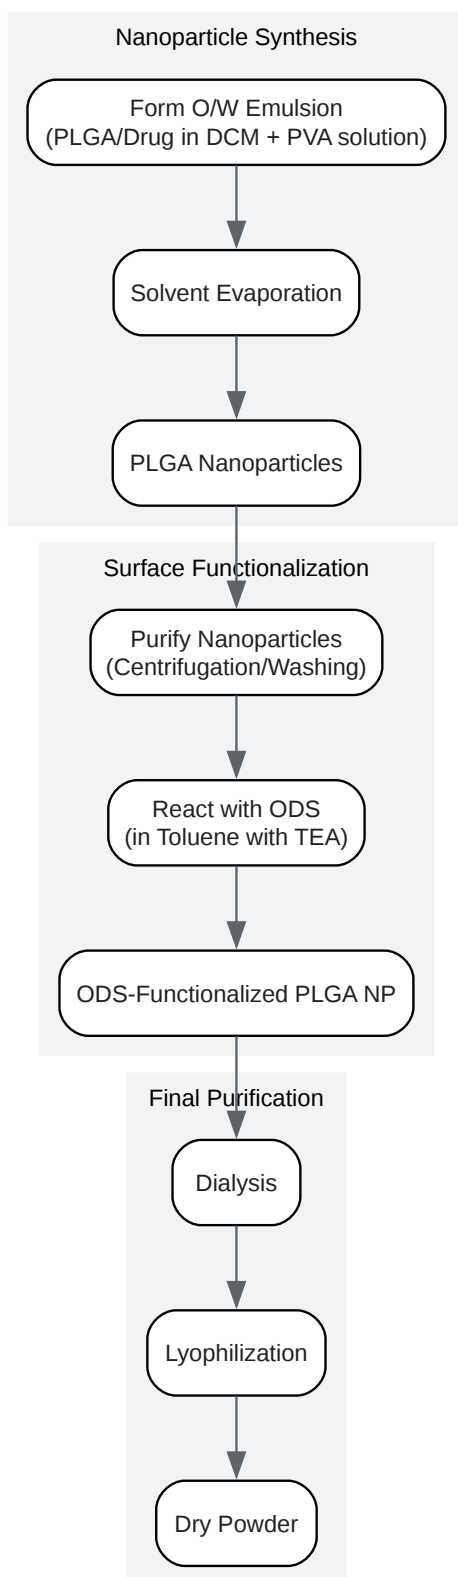 Nanoparticle Synthesis
Form O/W Emulsion
(PLGA/Drug in DCM + PVA solution)
Solvent Evaporation
PLGA Nanoparticles
Surface Functionalization
Purify Nanoparticles
(Centrifugation/Washing)
React with ODS
(in Toluene with TEA)
ODS-Functionalized PLGA NP
Final Purification
Dialysis
Lyophilization
Dry Powder